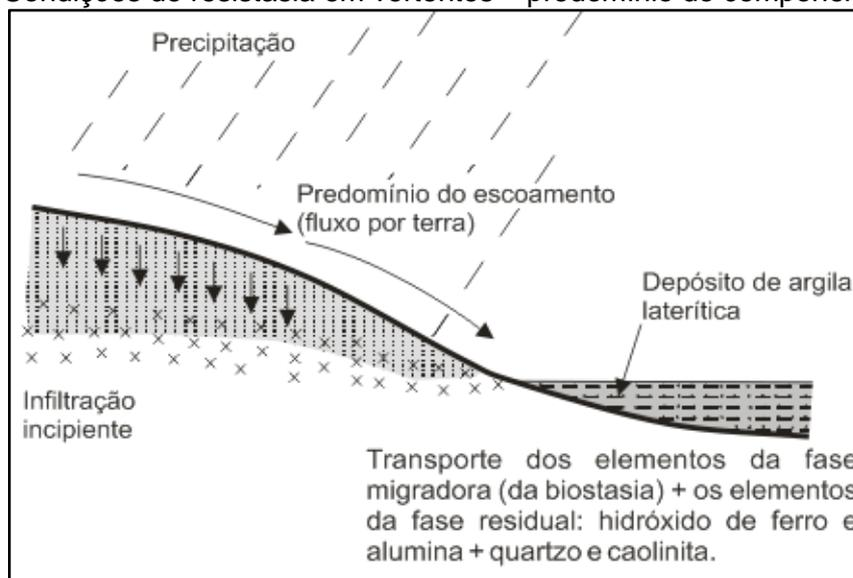 Precipitação
Predomínio do escoamento
(fluxo por terra)
Depósito de argila
laterítica
Infiltração
incipiente
Transporte dos elementos da fase
migradora (da biostasia) + os elementos
da fase residual: hidróxido de ferro e
alumina + quartzo e caolinita.